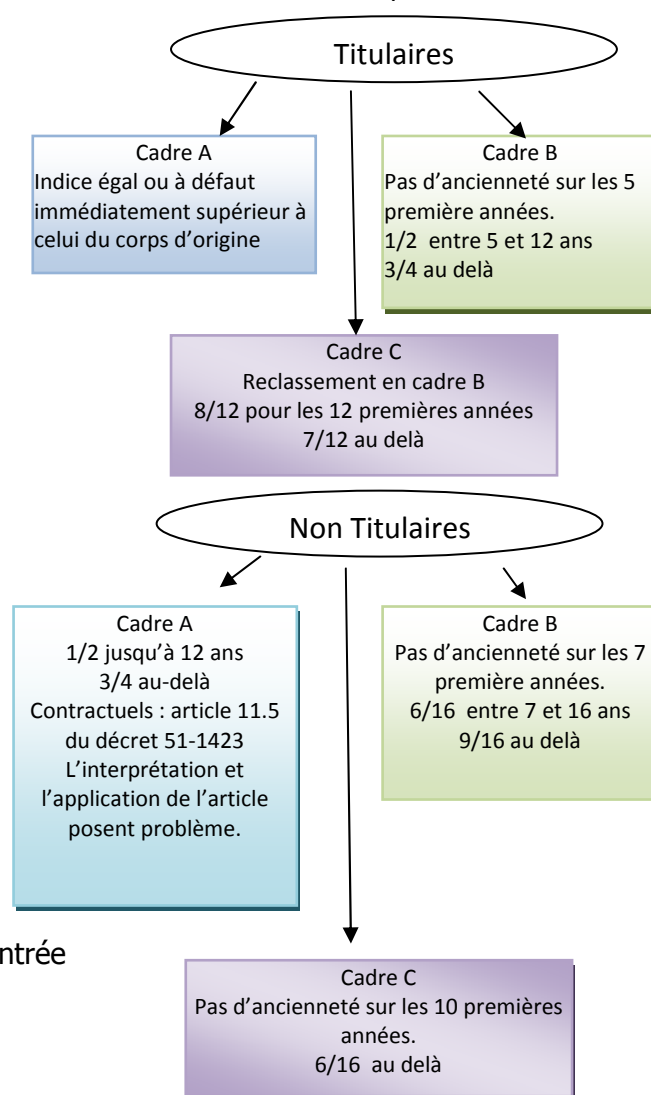 Titulaires
Cadre A
Indice égal ou à défaut
immédiatement supérieur à
celui du corps d’origine
Cadre B
Pas d’ancienneté sur les 5
première années.
1/2 entre 5 et 12 ans
3/4 au delà
Cadre C
Reclassement en cadre B
8/12 pour les 12 premières années
7/12 au delà
Non Titulaires
Cadre A
1/2 jusqu’à 12 ans
3/4 au-delà
Contractuels : article 11.5
du décret 51-1423
L’interprétation et
l’application de l’article
posent problème.
Cadre B
Pas d’ancienneté sur les 7
première années.
6/16 entre 7 et 16 ans
9/16 au delà
ntrée
Cadre C
Pas d’ancienneté sur les 10 premières
années.
6/16 au delà